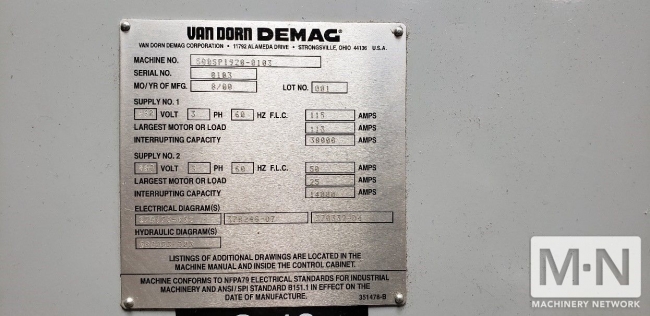 VAN DORN DEMAG
VAN DORN DEMAG CORPORATION • 11792 ALAMEDA DRIVE • STRONGSVILLE, OHIO 44136 U.S.A.
MACHINE NO.
SERIAL NO. 0103
MO/YR OF MFG. 8/00 LOT NO. 001
SUPPLY NO. 1
VOLT 3 PH 60 HZ F.L.C. 115 AMPS
LARGEST MOTOR OR LOAD 113 AMPS
INTERRUPTING CAPACITY 30000 AMPS
SUPPLY NO. 2
VOLT PH 60 HZ F.L.C. 50 AMPS
LARGEST MOTOR OR LOAD 25 AMPS
INTERRUPTING CAPACITY 14000 AMPS
ELECTRICAL DIAGRAM(S)
HYDRAULIC DIAGRAM(S)
LISTINGS OF ADDITIONAL DRAWINGS ARE LOCATED IN THE
MACHINE MANUAL AND INSIDE THE CONTROL CABINET.
MACHINE CONFORMS TO NFPA79 ELECTRICAL STANDARDS FOR INDUSTRIAL
MACHINERY AND ANSI/SPI STANDARD B151.1 IN EFFECT ON THE
DATE OF MANUFACTURE. 351478-B
M·N
MACHINERY NETWORK